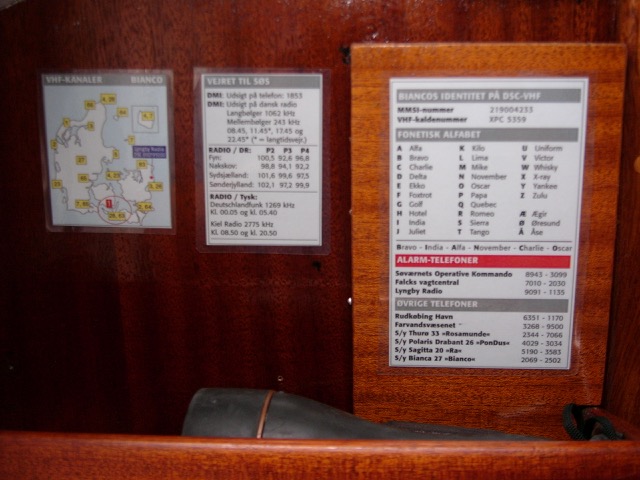 VHF-KANALER BIANCO
VEJRET TIL SØS
DMI: Udsigt på telefon: 1853
DMI: Udsigt på dansk radio
Langbølger 1062 kHz
Mellembølger 243 kHz
08.45, 11.45*, 17.45 og
22.45* (* = langtidsvejr.)
RADIO / DR: P2 P3 P4
Fyn: 100,5 92,6 96,8
Nakskov: 98,8 94,1 92,2
Sydsjælland: 101,6 99,6 97,5
Sønderjylland: 102,1 97,2 99,9
RADIO / Tysk:
Deutschlandfunk 1269 kHz
Kl. 00.05 og kl. 05.40
Kiel Radio 2775 kHz
Kl. 08.50 og kl. 20.50
BIANCOS IDENTITET PÅ DSC-VHF
MMSI-nummer 219004233
VHF-kaldenummer XPC 5359
FONETISK ALFABET
A Alfa K Kilo U Uniform
B Bravo L Lima V Victor
C Charlie M Mike W Whisky
D Delta N November X X-ray
E Ekko O Oscar Y Yankee
F Foxtrot P Papa Z Zulu
G Golf Q Quebec
H Hotel R Romeo Æ Ægir
I India S Sierra Ø Øresund
J Juliet T Tango Å Åse
Bravo - India - Alfa - November - Charlie - Oscar
ALARM-TELEFONER
Søværnets Operative Kommando 8943 - 3099
Falcks vagtcentral 7010 - 2030
Lyngby Radio 9091 - 1135
ØVRIGE TELEFONER
Rudkøbing Havn 6351 - 1170
Farvandsvæsenet 3268 - 9500
S/y Thurø 33 »Rosamunde« 2344 - 7066
S/y Polaris Drabant 26 »PonDus« 4029 - 3034
S/y Sagitta 20 »Ra« 5190 - 3583
S/y Bianca 27 »Bianco« 2069 - 2502